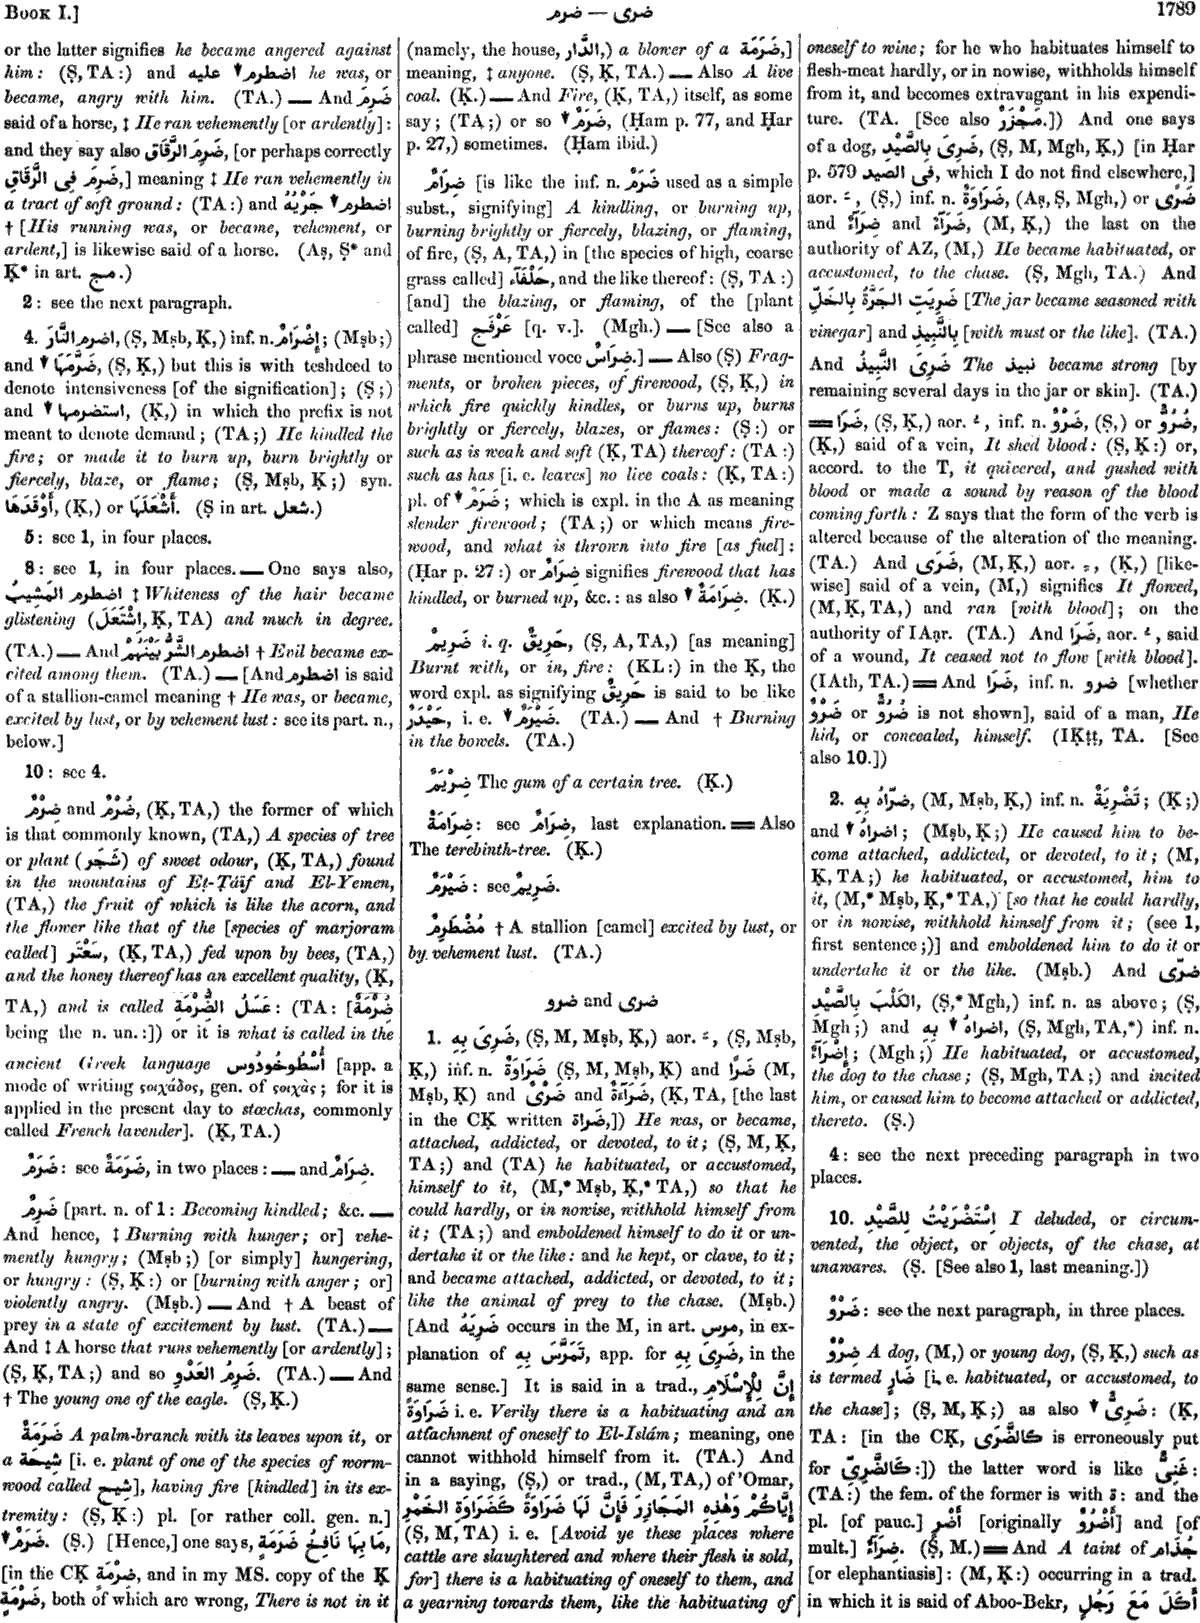 Book I.]
ضرم — ضرى
1789
or the latter signifies he became angered against
him: (Ṣ, TA:) and اضطرم ↓ عليه he was, or
became, angry with him. (TA.) — And ضَرِمَ
said of a horse, ‡ He ran vehemently [or ardently]:
and they say also ضَرِمَ الرَّقَاقِ, [or perhaps correctly
ضَرِمَ فِى الرَّقَاقِ,] meaning ‡ He ran vehemently in
a tract of soft ground: (TA:) and اضطرم ↓ جَرْيُهُ
† [His running was, or became, vehement, or
ardent,] is likewise said of a horse. (Aṣ, Ṣ* and
Ḳ* in art. مج.)
2: see the next paragraph.
4. اضرم النَّارَ, (Ṣ, Mṣb, Ḳ,) inf. n. إِضْرَامٌ; (Mṣb;)
and ↓ ضَرَّمَهَا, (Ṣ, Ḳ,) but this is with teshdeed to
denote intensiveness [of the signification]; (Ṣ;)
and ↓ استضرمها, (Ḳ,) in which the prefix is not
meant to denote demand; (TA;) He kindled the
fire; or made it to burn up, burn brightly or
fiercely, blaze, or flame; (Ṣ, Mṣb, Ḳ;) syn.
أَوْقَدَهَا, (Ḳ,) or أَشْعَلَهَا. (Ṣ in art. شعل.)
5: see 1, in four places.
8: see 1, in four places. — One says also,
اضطرم المَشِيبُ ‡ Whiteness of the hair became
glistening (اشْتَعَلَ, Ḳ, TA) and much in degree.
(TA.) — And اضطرم الشَّرُّ بَيْنَهُمْ † Evil became ex-
cited among them. (TA.) — [And اضطرم is said
of a stallion-camel meaning † He was, or became,
excited by lust, or by vehement lust: see its part. n.,
below.]
10: see 4.
ضِرْمٌ and ضُرْمٌ, (Ḳ, TA,) the former of which
is that commonly known, (TA,) A species of tree
or plant (شَجَر) of sweet odour, (Ḳ, TA,) found
in the mountains of Eṭ-Ṭáïf and El-Yemen,
(TA,) the fruit of which is like the acorn, and
the flower like that of the [species of marjoram
called] سَعْتَر, (Ḳ, TA,) fed upon by bees, (TA,)
and the honey thereof has an excellent quality, (Ḳ,
TA,) and is called عَسَلُ الضُّرْمَةِ: (TA: [ضُرْمَةٌ
being the n. un.:]) or it is what is called in the
ancient Greek language أُسْطُوخُودُوس [app. a
mode of writing ϛοιχάδος, gen. of ϛοιχὰς; for it is
applied in the present day to stœchas, commonly
called French lavender]. (Ḳ, TA.)
ضَرَمٌ: see ضَرَمَةٌ, in two places: — and ضِرَامٌ.
ضَرِمٌ [part. n. of 1: Becoming kindled; &c. —
And hence, ‡ Burning with hunger; or] vehe-
mently hungry; (Mṣb;) [or simply] hungering,
or hungry: (Ṣ, Ḳ:) or [burning with anger; or]
violently angry. (Mṣb.) — And † A beast of
prey in a state of excitement by lust. (TA.) —
And ‡ A horse that runs vehemently [or ardently];
(Ṣ, Ḳ, TA;) and so ضَرِمُ العَدْوِ. (TA.) — And
† The young one of the eagle. (Ṣ, Ḳ.)
ضَرَمَةٌ A palm-branch with its leaves upon it, or
a شِيحَة [i. e. plant of one of the species of worm-
wood called شِيح], having fire [kindled] in its ex-
tremity: (Ṣ, Ḳ:) pl. [or rather coll. gen. n.]
↓ ضَرَمٌ. (Ṣ.) [Hence,] one says, مَا بِهَا نَافِخُ ضَرَمَةٍ,
[in the CḲ ضَرْمَةٍ, and in my MS. copy of the Ḳ
ضَرِمَةٍ, both of which are wrong, There is not in it
(namely, the house, الدَّار,) a blower of a ضَرَمَة,]
meaning, ‡ anyone. (Ṣ, Ḳ, TA.) — Also A live
coal. (Ḳ.) — And Fire, (Ḳ, TA,) itself, as some
say; (TA;) or so ↓ ضَرَمٌ, (Ḥam p. 77, and Ḥar
p. 27,) sometimes. (Ḥam ibid.)
ضِرَامٌ [is like the inf. n. ضَرَمٌ used as a simple
subst., signifying] A kindling, or burning up,
burning brightly or fiercely, blazing, or flaming,
of fire, (Ṣ, A, TA,) in [the species of high, coarse
grass called] حَلْفَآء, and the like thereof: (Ṣ, TA:)
[and] the blazing, or flaming, of the [plant
called] عَرْفَج [q. v.]. (Mgh.) — [See also a
phrase mentioned voce ضِرَاسٌ.] — Also (Ṣ) Frag-
ments, or broken pieces, of firewood, (Ṣ, Ḳ,) in
which fire quickly kindles, or burns up, burns
brightly or fiercely, blazes, or flames: (Ṣ:) or
such as is weak and soft (Ḳ, TA) thereof: (TA:)
such as has [i. e. leaves] no live coals: (Ḳ, TA:)
pl. of ↓ ضَرَمٌ; which is expl. in the A as meaning
slender firewood; (TA;) or which means fire-
wood, and what is thrown into fire [as fuel]:
(Ḥar p. 27:) or ضِرَامٌ signifies firewood that has
kindled, or burned up, &c.: as also ↓ ضِرَامَةٌ. (Ḳ.)
ضَرِيمٌ i. q. حَرِيقٌ, (Ṣ, A, TA,) [as meaning]
Burnt with, or in, fire: (KL:) in the Ḳ, the
word expl. as signifying حَرِيقٌ is said to be like
حَيْدَرٌ, i. e. ↓ ضَيْرَمٌ. (TA.) — And † Burning
in the bowels. (TA.)
ضِرْيَمٌ The gum of a certain tree. (Ḳ.)
ضِرَامَةٌ: see ضِرَامٌ, last explanation. = Also
The terebinth-tree. (Ḳ.)
ضَيْرَمٌ: see ضَرِيمٌ.
مُضْطَرِمٌ † A stallion [camel] excited by lust, or
by vehement lust. (TA.)
ضرو and ضرى
1. ضَرِىَ بِهِ, (Ṣ, M, Mṣb, Ḳ,) aor. ـَ, (Ṣ, Mṣb,
Ḳ,) inf. n. ضَرَاوَةٌ (Ṣ, M, Mṣb, Ḳ) and ضَرًا (M,
Mṣb, Ḳ) and ضَرْىٌ and ضَرَآءَةٌ, (Ḳ, TA, [the last
in the CḲ written ضراة,]) He was, or became,
attached, addicted, or devoted, to it; (Ṣ, M, Ḳ,
TA;) and (TA) he habituated, or accustomed,
himself to it, (M,* Mṣb, Ḳ,* TA,) so that he
could hardly, or in nowise, withhold himself from
it; (TA;) and emboldened himself to do it or un-
dertake it or the like: and he kept, or clave, to it;
and became attached, addicted, or devoted, to it;
like the animal of prey to the chase. (Mṣb.)
[And ضَرِيَهُ occurs in the M, in art. مرس, in ex-
planation of تَمَرَّسَ بِهِ, app. for ضَرِىَ بِهِ, in the
same sense.] It is said in a trad., إِنَّ لِلْإِسْلَامِ
ضَرَاوَةً i. e. Verily there is a habituating and an
attachment of oneself to El-Islám; meaning, one
cannot withhold himself from it. (TA.) And
in a saying, (Ṣ,) or trad., (M, TA,) of 'Omar,
إِيَّاكُمْ وَهٰذِهِ المَجَازِرَ فَإِنَّ لَهَا ضَرَاوَةً كَضَرَاوَةِ الخَمْرِ
(Ṣ, M, TA) i. e. [Avoid ye these places where
cattle are slaughtered and where their flesh is sold,
for] there is a habituating of oneself to them, and
a yearning towards them, like the habituating of
oneself to wine; for he who habituates himself to
flesh-meat hardly, or in nowise, withholds himself
from it, and becomes extravagant in his expendi-
ture. (TA. [See also مَجْزَرٌ.]) And one says
of a dog, ضَرِىَ بِالصَّيْدِ, (Ṣ, M, Mgh, Ḳ,) [in Ḥar
p. 579 فى الصيد, which I do not find elsewhere,]
aor. ـَ, (Ṣ,) inf. n. ضَرَاوَةٌ, (Aṣ, Ṣ, Mgh,) or ضَرًى
and ضِرَآءٌ and ضَرَآءٌ, (M, Ḳ,) the last on the
authority of AZ, (M,) He became habituated, or
accustomed, to the chase. (Ṣ, Mgh, TA.) And
ضَرِيَتِ الجَرَّةُ بِالخَلِّ [The jar became seasoned with
vinegar] and بِالنَّبِيذِ [with must or the like]. (TA.)
And ضَرِىَ النَّبِيذُ The نبيذ became strong [by
remaining several days in the jar or skin]. (TA.)
= ضَرَا, (Ṣ, Ḳ,) aor. ـُ, inf. n. ضَرْوٌ, (Ṣ,) or ضُرُوٌّ,
(Ḳ,) said of a vein, It shed blood: (Ṣ, Ḳ:) or,
accord. to the T, it quivered, and gushed with
blood or made a sound by reason of the blood
coming forth: Z says that the form of the verb is
altered because of the alteration of the meaning.
(TA.) And ضَرَى, (M, Ḳ,) aor. ـِ, (Ḳ,) [like-
wise] said of a vein, (M,) signifies It flowed,
(M, Ḳ, TA,) and ran [with blood]; on the
authority of IAạr. (TA.) And ضَرَا, aor. ـُ, said
of a wound, It ceased not to flow [with blood].
(IAth, TA.) = And ضَرَا, inf. n. ضرو [whether
ضَرْوٌ or ضُرُوٌّ is not shown], said of a man, He
hid, or concealed, himself. (IḲṭṭ, TA. [See
also 10.])
2. ضَرَّاهُ بِهِ, (M, Mṣb, Ḳ,) inf. n. تَضْرِيَةٌ; (Ḳ;)
and ↓ اضراهُ; (Mṣb, Ḳ;) He caused him to be-
come attached, addicted, or devoted, to it; (M,
Ḳ, TA;) he habituated, or accustomed, him to
it, (M,* Mṣb, Ḳ,* TA,) [so that he could hardly,
or in nowise, withhold himself from it; (see 1,
first sentence;)] and emboldened him to do it or
undertake it or the like. (Mṣb.) And ضرّى
الكَلْبَ بِالصَّيْدِ, (Ṣ,* Mgh,) inf. n. as above; (Ṣ,
Mgh;) and اضراهُ ↓ بِهِ, (Ṣ, Mgh, TA,*) inf. n.
إِضْرَآءٌ; (Mgh;) He habituated, or accustomed,
the dog to the chase; (Ṣ, Mgh, TA;) and incited
him, or caused him to become attached or addicted,
thereto. (Ṣ.)
4: see the next preceding paragraph in two
places.
10. اسْتَضْرَيْتُ لِلصَّيْدِ I deluded, or circum-
vented, the object, or objects, of the chase, at
unawares. (Ṣ. [See also 1, last meaning.])
ضَرْوٌ: see the next paragraph, in three places.
ضِرْوٌ A dog, (M,) or young dog, (Ṣ, Ḳ,) such as
is termed ضَارٍ [i. e. habituated, or accustomed, to
the chase]; (Ṣ, M, Ḳ;) as also ↓ ضَرِىٌّ: (Ḳ,
TA: [in the CḲ, كَالضَّرَى is erroneously put
for كَالضَّرِىِّ:]) the latter word is like غَنِىٌّ:
(TA:) the fem. of the former is with ة: and the
pl. [of pauc.] أَضْرٍ [originally أَضْرُوٌ] and [of
mult.] ضِرَآءٌ. (Ṣ, M.) = And A taint of جُذَام
[or elephantiasis]: (M, Ḳ:) occurring in a trad.
in which it is said of Aboo-Bekr, أَكَلَ مَعَ رَجُلٍ